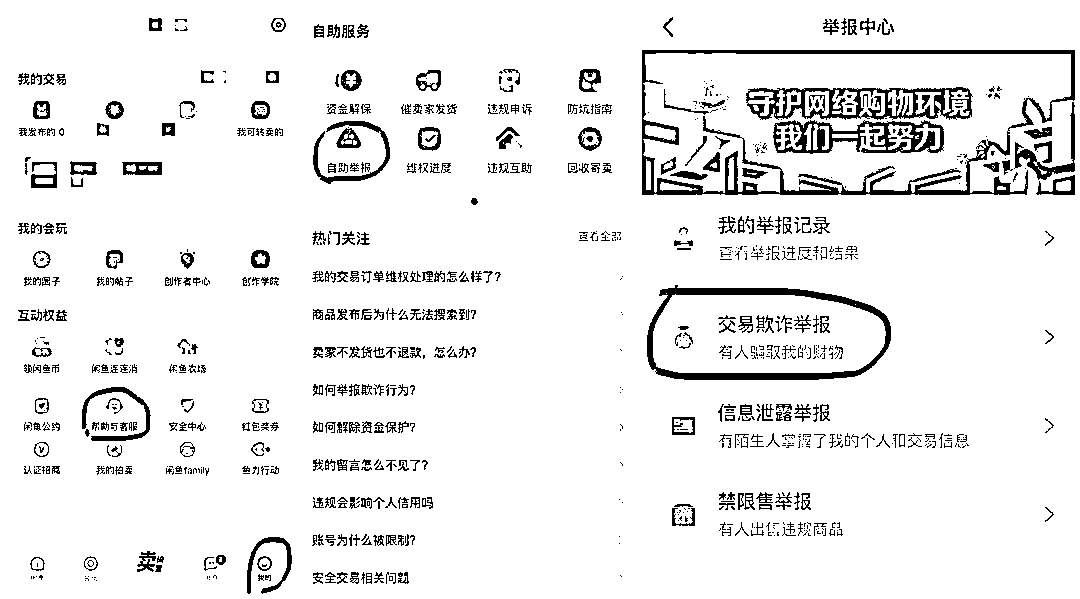 我的交易
我发布的 0
我可转卖的
我的会玩
我的圈子
我的帖子
创作者中心
创作学院
互动权益
领闲鱼币
闲鱼连连消
闲鱼农场
闲鱼公约
帮助与客服
安全中心
红包奖券
认证招商
我的拍卖
闲鱼family
鱼力行动
卖
我的
自助服务
资金解保
催卖家发货
违规申诉
防坑指南
自助举报
维权进度
违规互助
回收寄卖
热门关注
查看全部
我的交易订单维权处理的怎么样了?
商品发布后为什么无法搜索到?
卖家不发货也不退款，怎么办?
如何举报欺诈行为?
如何解除资金保护?
我的留言怎么不见了?
违规会影响个人信用吗
账号为什么被限制?
安全交易相关问题
举报中心
守护网络购物环境
我们一起努力
我的举报记录
查看举报进度和结果
交易欺诈举报
有人骗取我的财物
信息泄露举报
有陌生人掌握了我的个人和交易信息
禁限售举报
有人出售违规商品